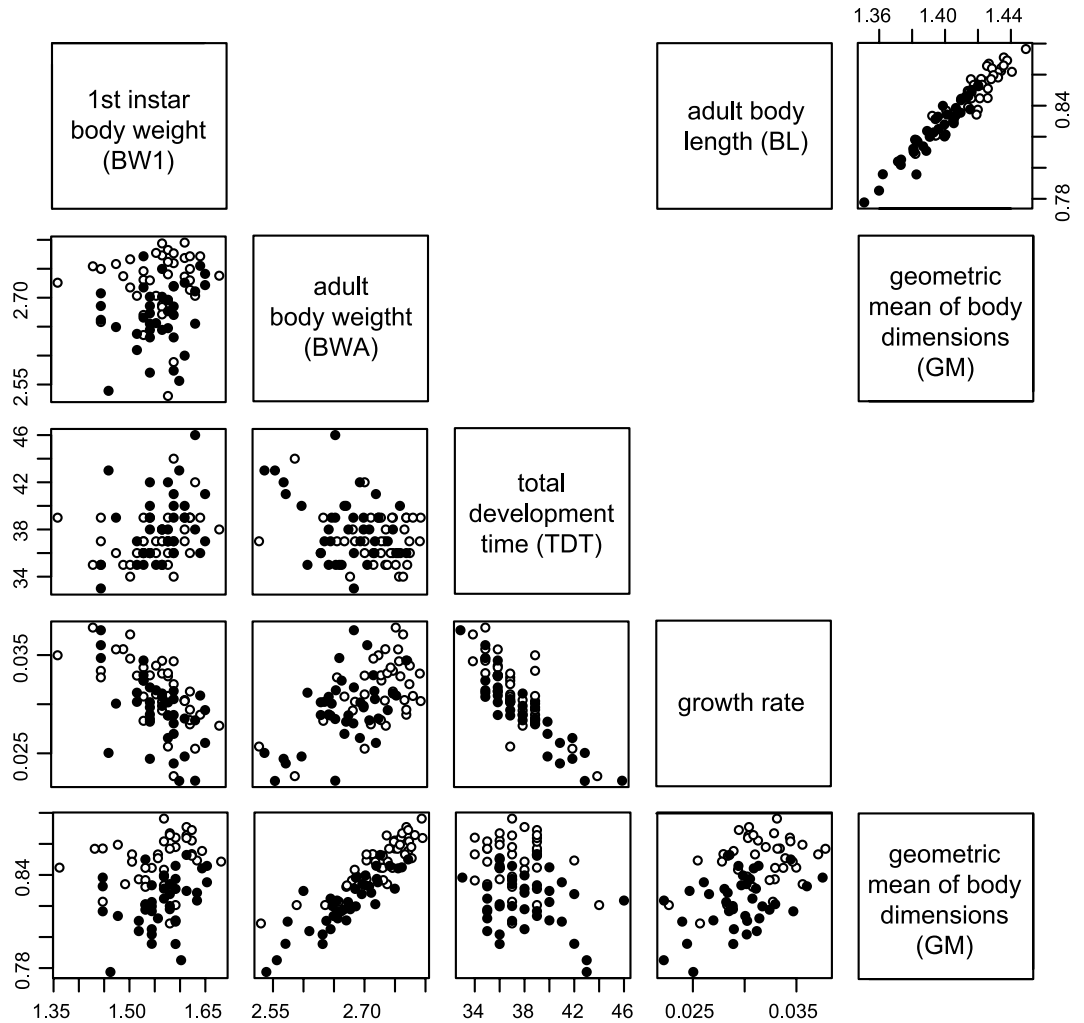 1.36 1.40 1.44
1st instar
body weight
(BW1)
adult body
length (BL)
0.84
0.78
2.70
2.55
adult
body weigtht
(BWA)
geometric
mean of body
dimensions
(GM)
46
42
38
34
total
development
time (TDT)
0.035
0.025
growth rate
0.84
0.78
geometric
mean of body
dimensions
(GM)
1.35 1.50 1.65 2.55 2.70 34 38 42 46 0.025 0.035